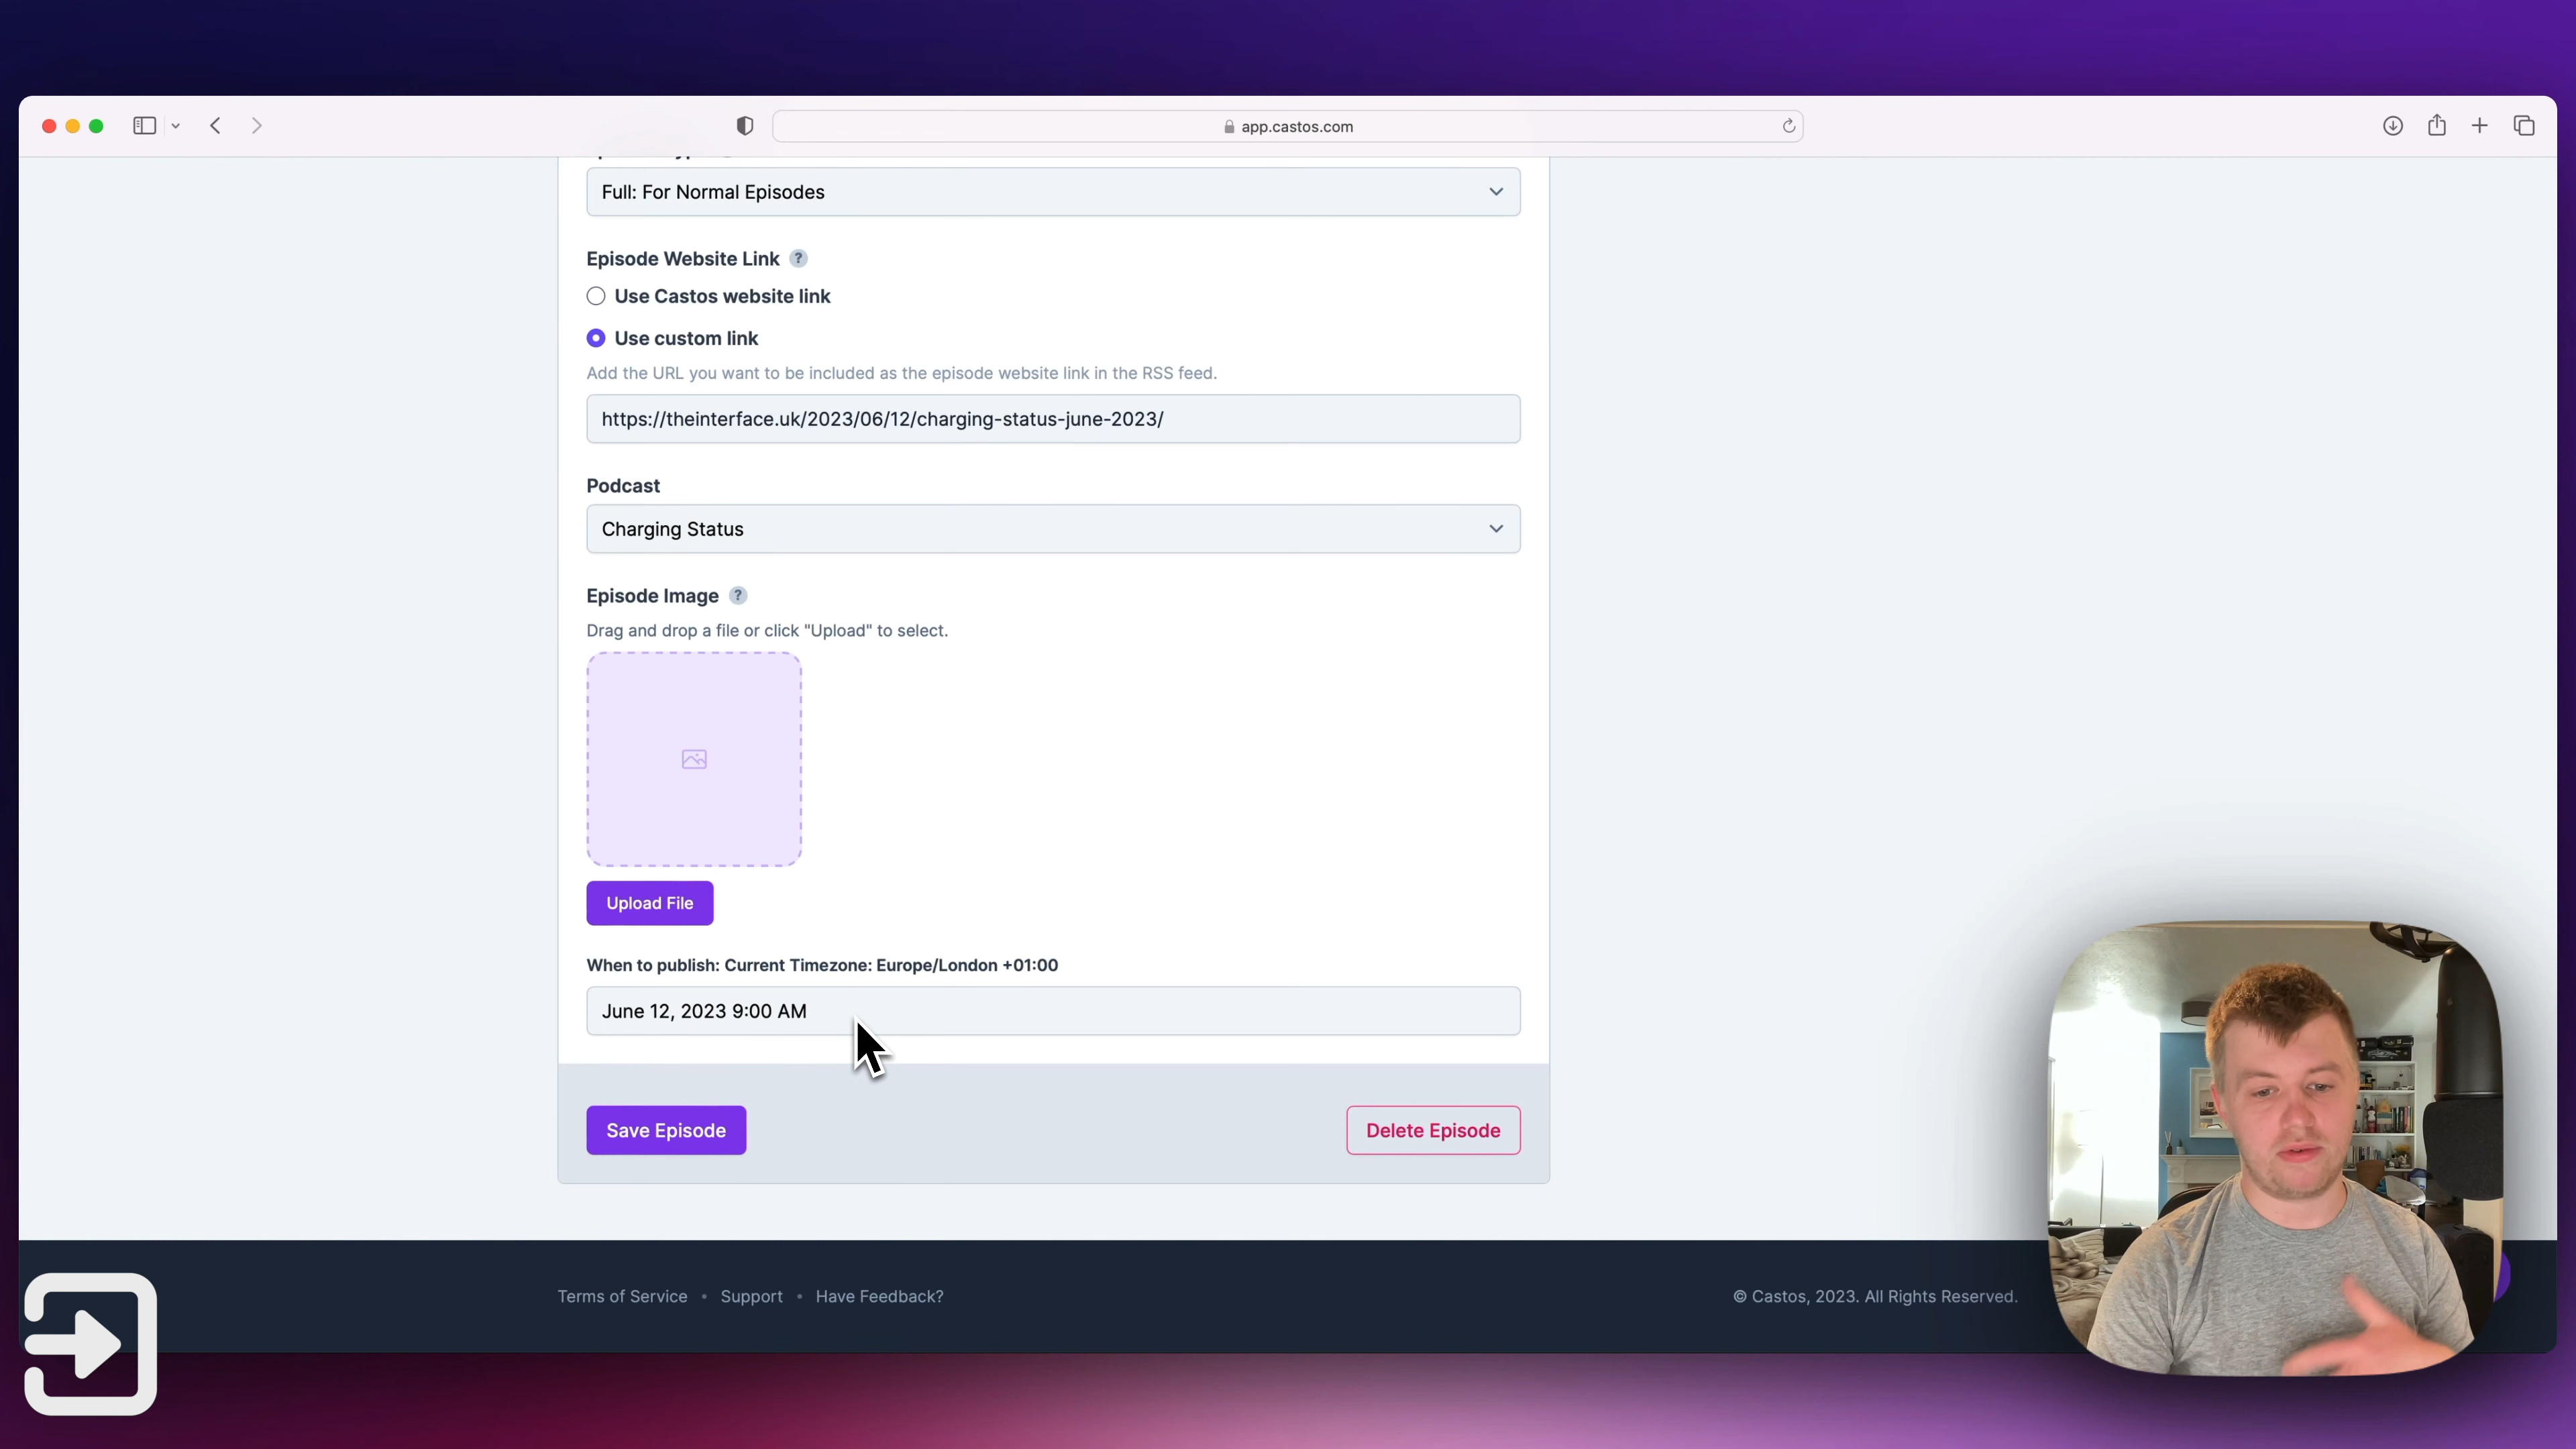 app.castos.com
Full: For Normal Episodes
Episode Website Link ?
Use Castos website link
Use custom link
Add the URL you want to be included as the episode website link in the RSS feed.
https://theinterface.uk/2023/06/12/charging-status-june-2023/
Podcast
Charging Status
Episode Image ?
Drag and drop a file or click "Upload" to select.
Upload File
When to publish: Current Timezone: Europe/London +01:00
June 12, 2023 9:00 AM
Save Episode
Delete Episode
Terms of Service • Support • Have Feedback?
© Castos, 2023. All Rights Reserved.